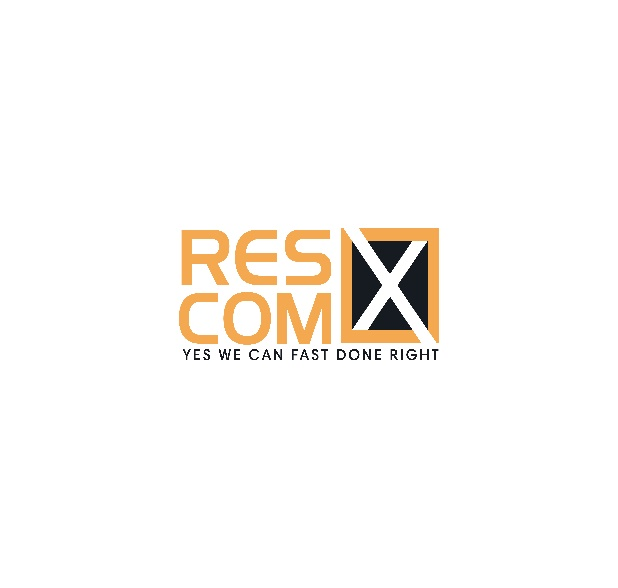 RES
COM
X
YES WE CAN FAST DONE RIGHT